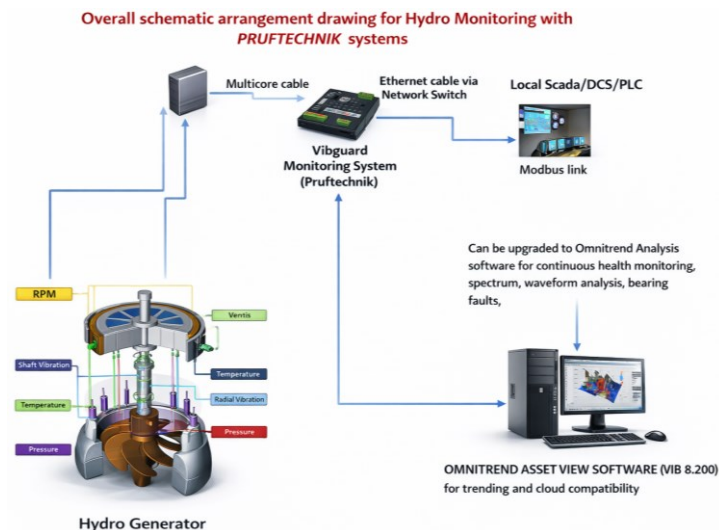 Overall schematic arrangement drawing for Hydro Monitoring with
PRUFTECHNIK systems
Multicore cable
Ethernet cable via
Network Switch
Local Scada/DCS/PLC
Vibguard
Monitoring System
(Pruftechnik)
Modbus link
Can be upgraded to Omnitrend Analysis
software for continuous health monitoring,
spectrum, waveform analysis, bearing
faults,
RPM
Ventis
Shaft Vibration
Temperature
Temperature
Radial Vibration
Pressure
Pressure
OMNITREND ASSET VIEW SOFTWARE (VIB 8.200)
for trending and cloud compatibility
Hydro Generator